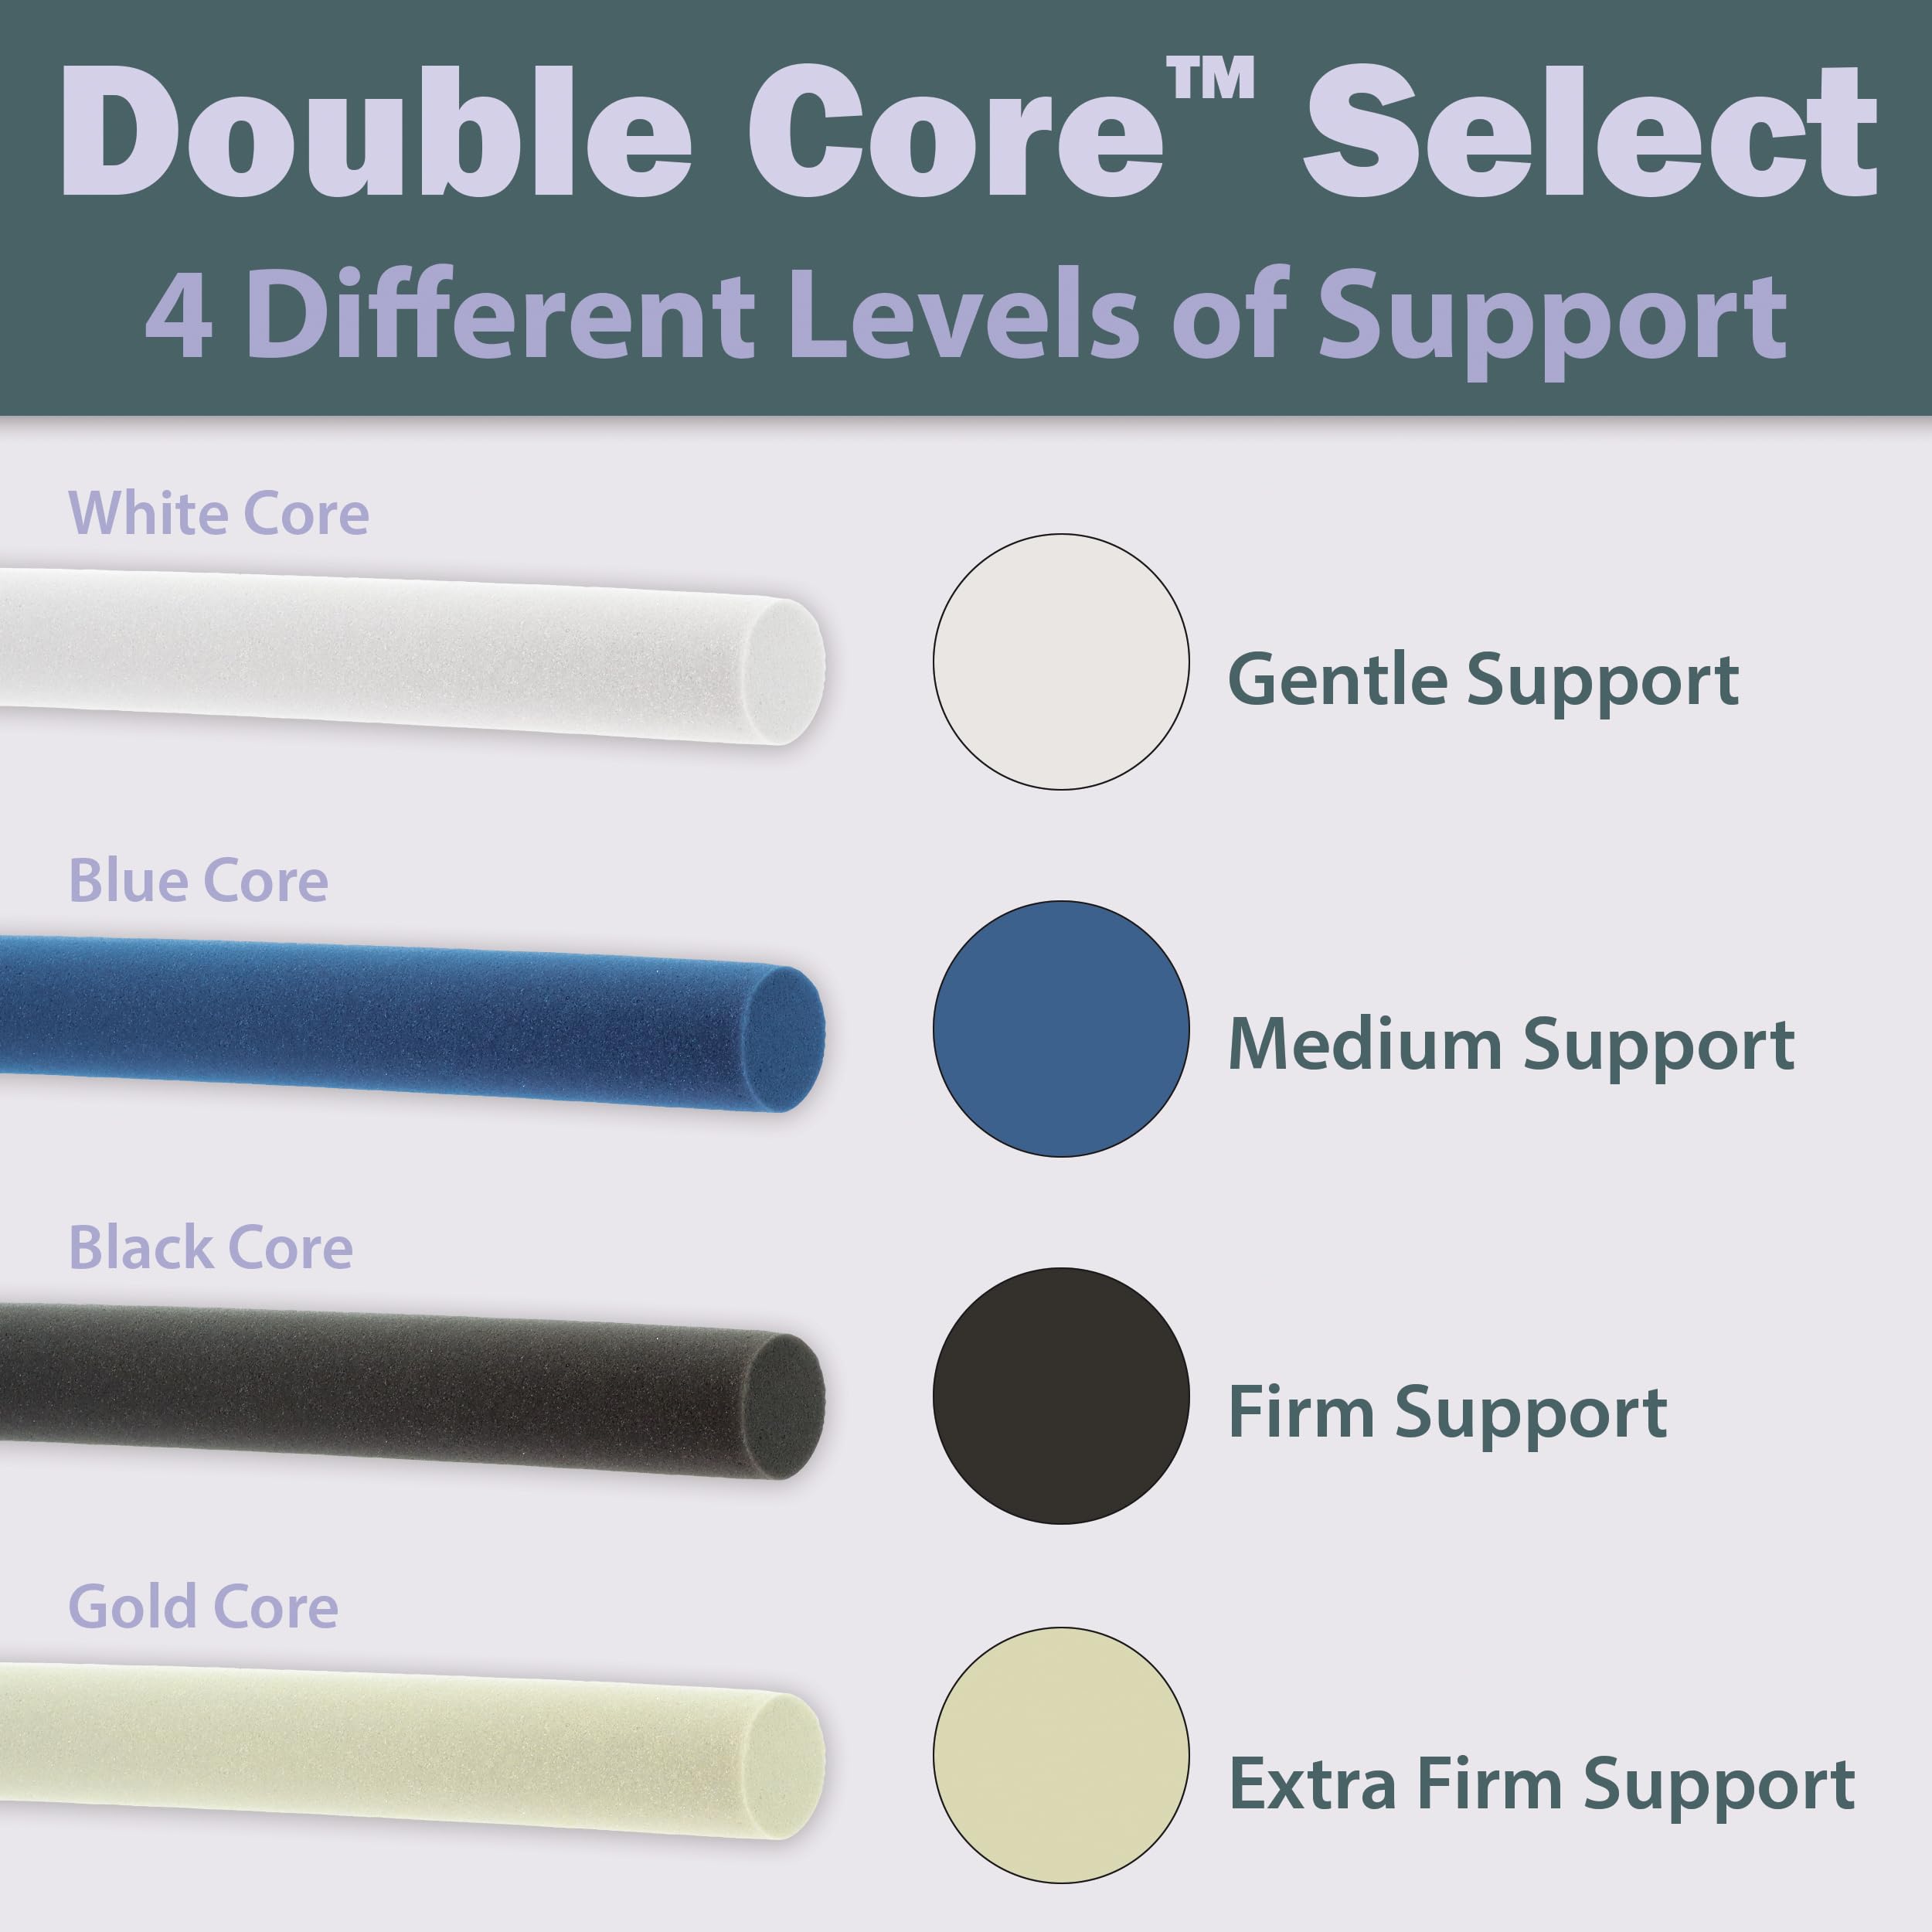 Double Core™ Select
4 Different Levels of Support
White Core
Gentle Support
Blue Core
Medium Support
Black Core
Firm Support
Gold Core
Extra Firm Support